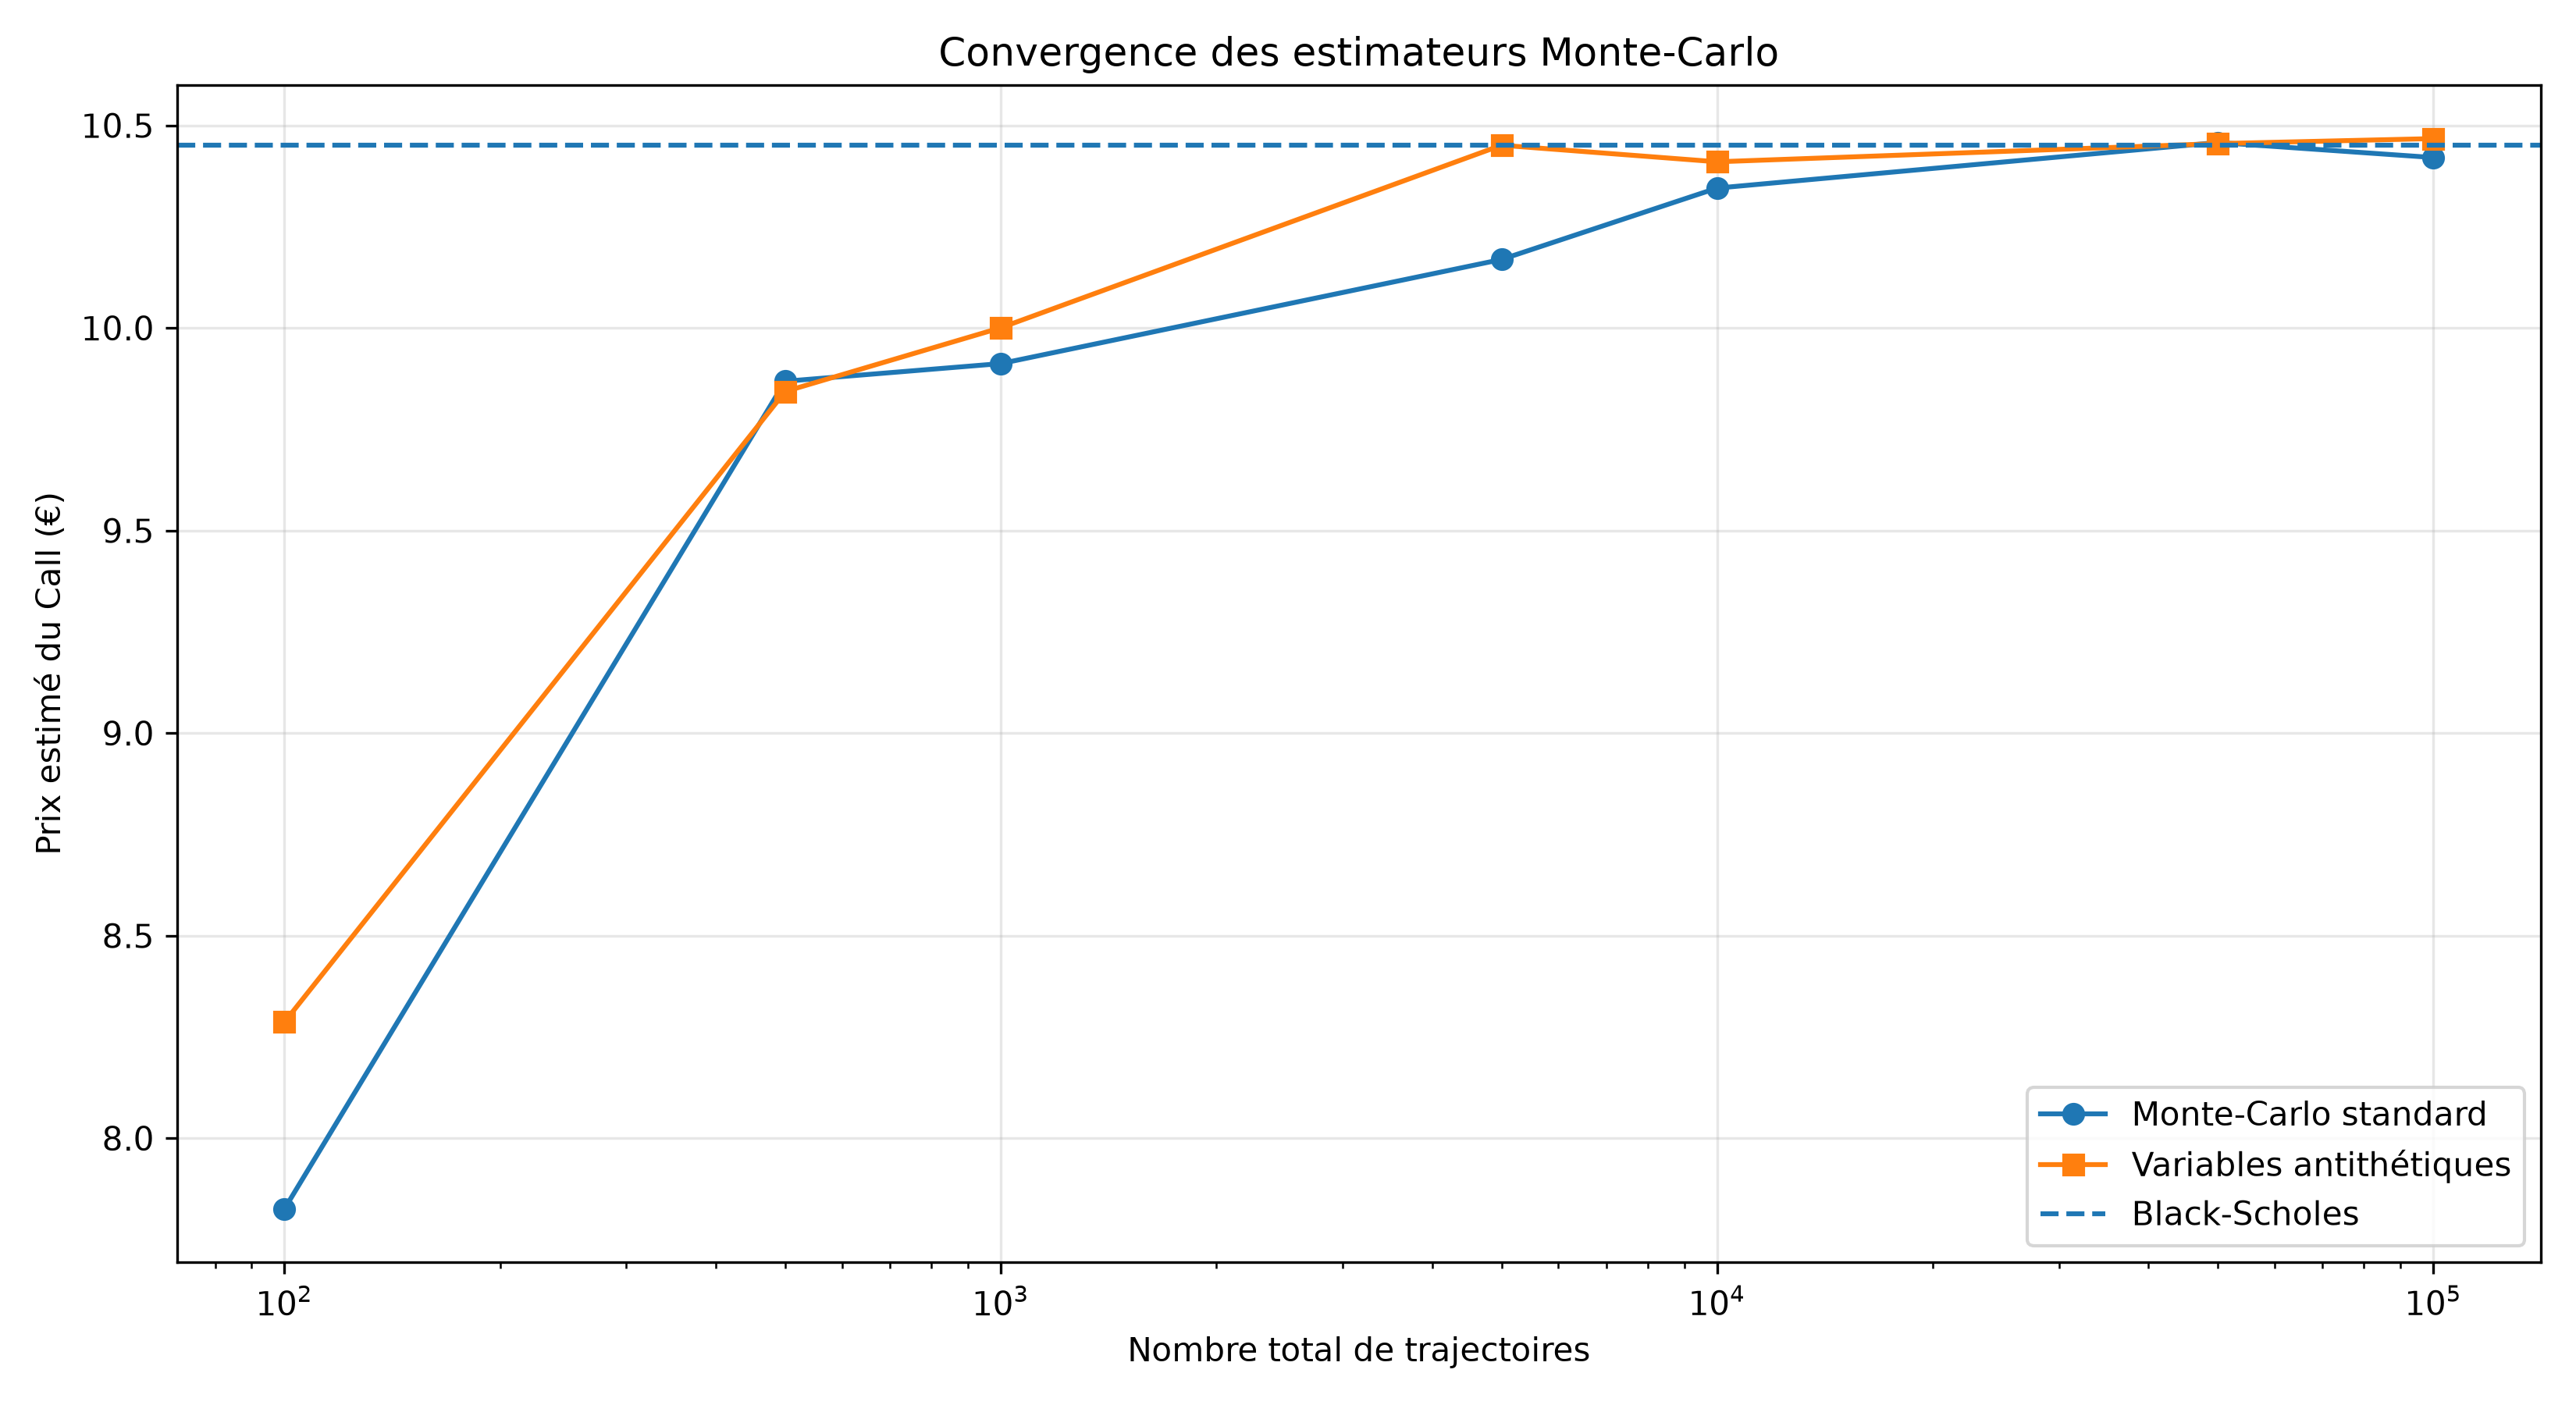 Convergence des estimateurs Monte-Carlo
Prix estimé du Call (€)
10.5
10.0
9.5
9.0
8.5
8.0
10²
10³
10⁴
10⁵
Nombre total de trajectoires
Monte-Carlo standard
Variables antithétiques
Black-Scholes